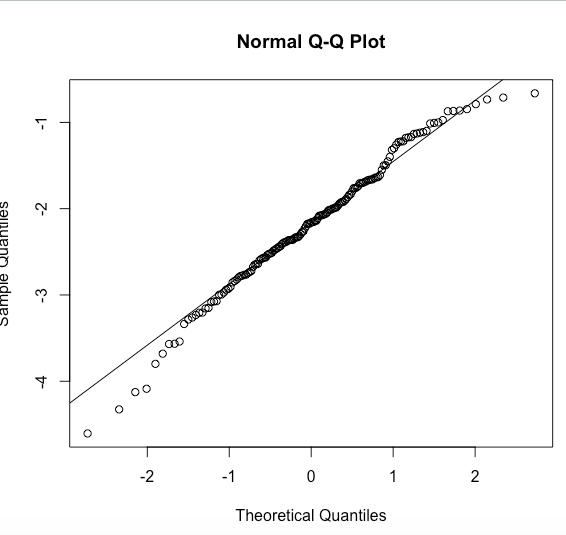 Normal Q-Q Plot
-1
-2
-3
-4
Sample Quantiles
-2 -1 0 1 2
Theoretical Quantiles